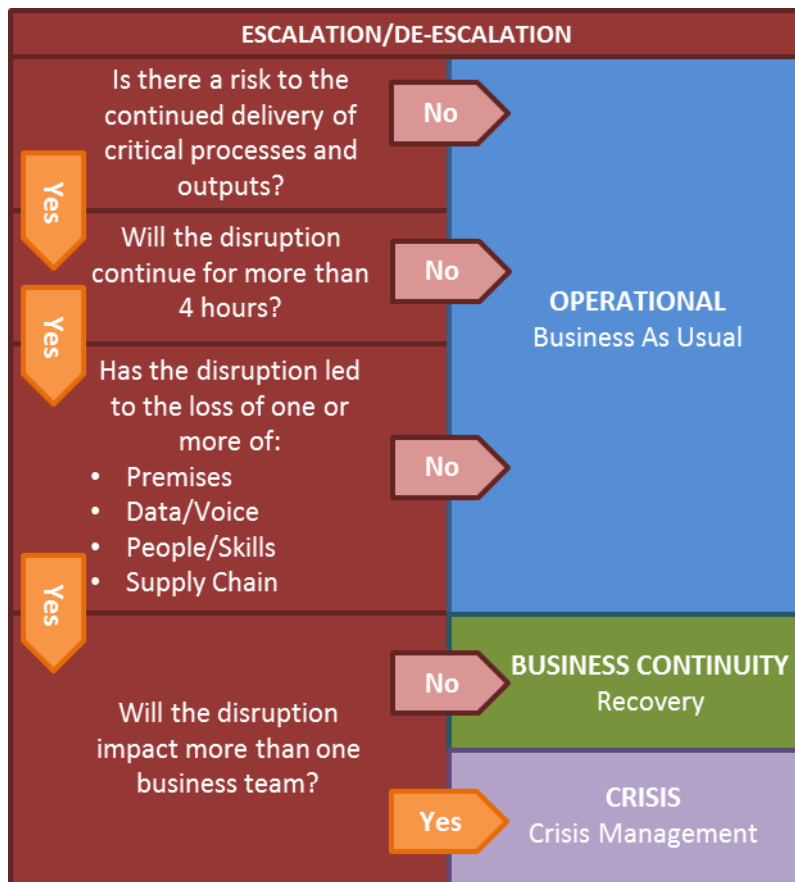 ESCALATION/DE-ESCALATION
Is there a risk to the
continued delivery of
critical processes and
outputs?
No
Yes
Will the disruption
continue for more than
4 hours?
No
Yes
Has the disruption led
to the loss of one or
more of:
• Premises
• Data/Voice
• People/Skills
• Supply Chain
No
OPERATIONAL
Business As Usual
Yes
Will the disruption
impact more than one
business team?
No
BUSINESS CONTINUITY
Recovery
Yes
CRISIS
Crisis Management